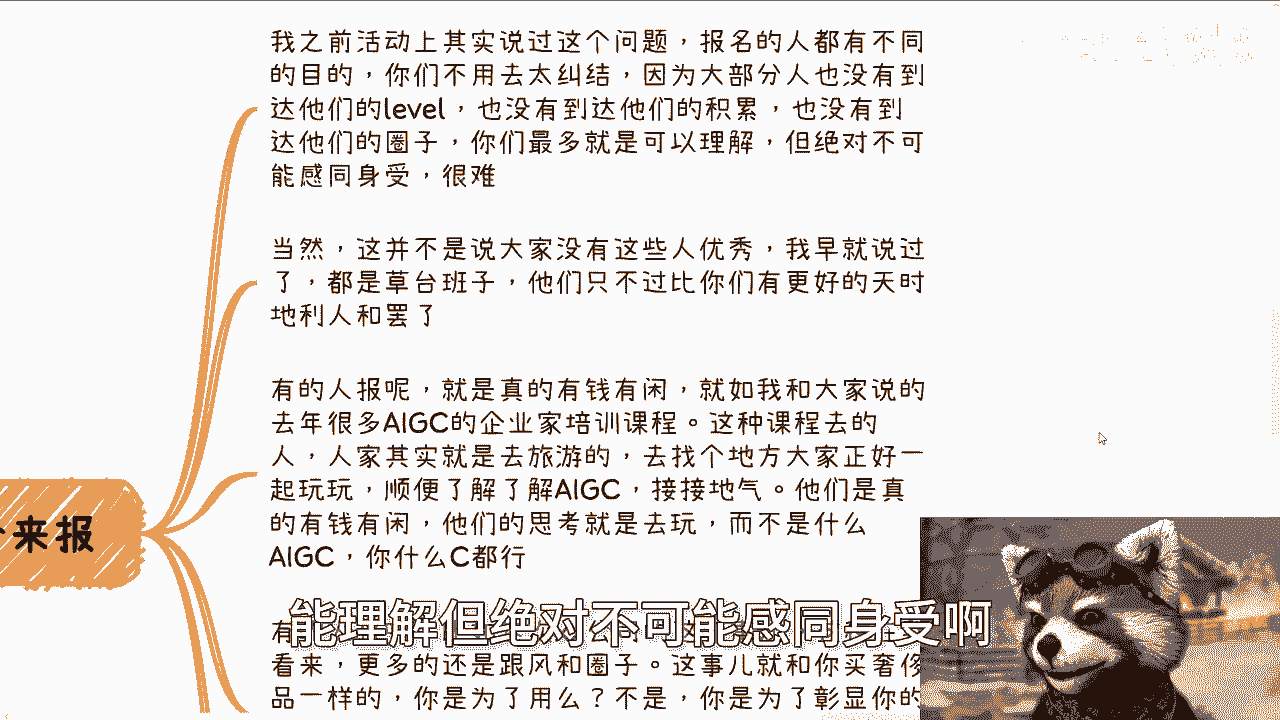 我之前活动上其实说过这个问题，报名的人都有不同
的目的，你们不用去太纠结，因为大部分人也没有到
达他们的level，也没有到达他们的积累，也没有到
达他们的圈子，你们最多就是可以理解，但绝对不可
能感同身受，很难
当然，这并不是说大家没有这些人优秀，我早就说过
了，都是草台班子，他们只不过比你们有更好的天时
地利人和罢了
有的人报呢，就是真的有钱有闲，就如我和大家说的
去年很多AIGC的企业家培训课程。这种课程去的
人，人家其实就是去旅游的，去找个地方大家正好一
起玩玩，顺便了解了解AIGC，接接地气。他们是真
的有钱有闲，他们的思考就是去玩，而不是什么
AIGC，你什么C都行
来报
有
能理解但绝对不可能感同身受啊
看来，更多的还是跟风和圈子。这事儿就和你买奢侈
品一样的，你是为了用么？不是，你是为了彰显你的